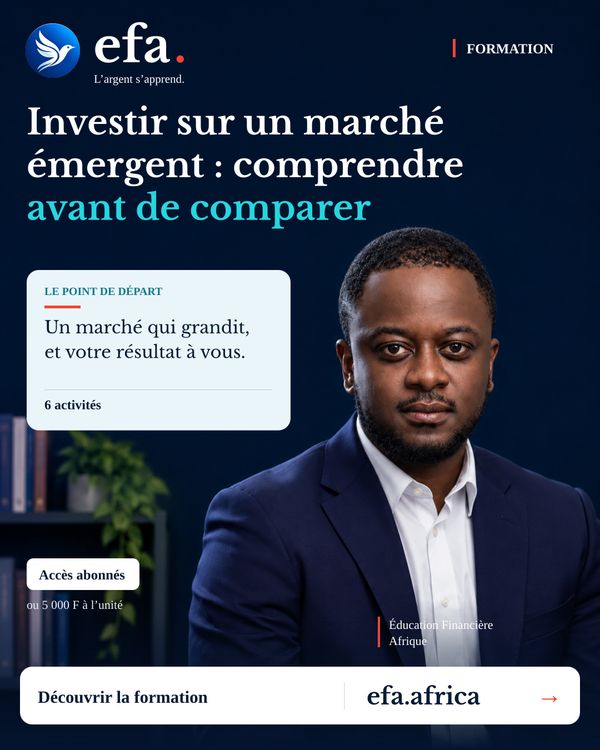 efa.
L’argent s’apprend.
FORMATION
Investir sur un marché
émergent : comprendre
avant de comparer
LE POINT DE DÉPART
Un marché qui grandit,
et votre résultat à vous.
6 activités
Accès abonnés
ou 5 000 F à l’unité
Éducation Financière
Afrique
Découvrir la formation
efa.africa →